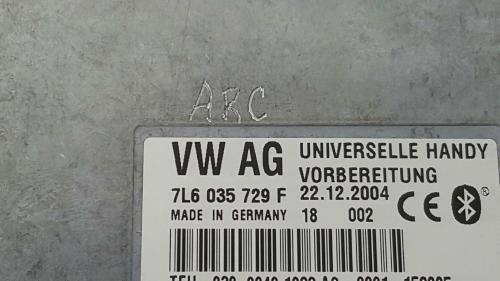 ARC
VW AG UNIVERSELLE HANDY
VORBEREITUNG
7L6 035 729 F 22.12.2004
MADE IN GERMANY 18 002 CE